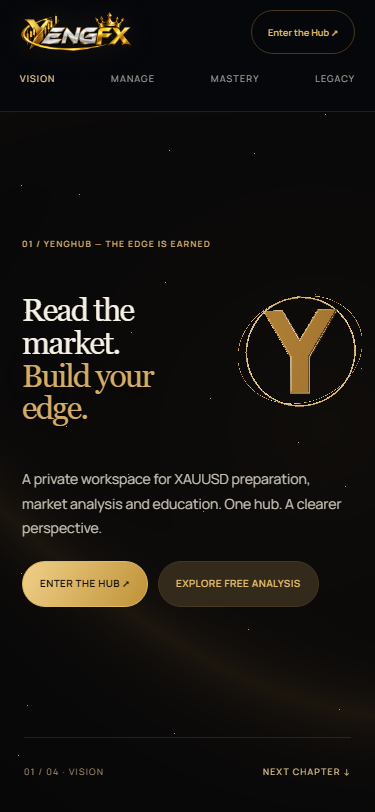 YENGFX
Enter the Hub ↗
VISION MANAGE MASTERY LEGACY
01 / YENGHUB — THE EDGE IS EARNED
Read the
market.
Build your
edge.
Y
A private workspace for XAUUSD preparation,
market analysis and education. One hub. A clearer
perspective.
ENTER THE HUB ↗ EXPLORE FREE ANALYSIS
01 / 04 · VISION NEXT CHAPTER ↓